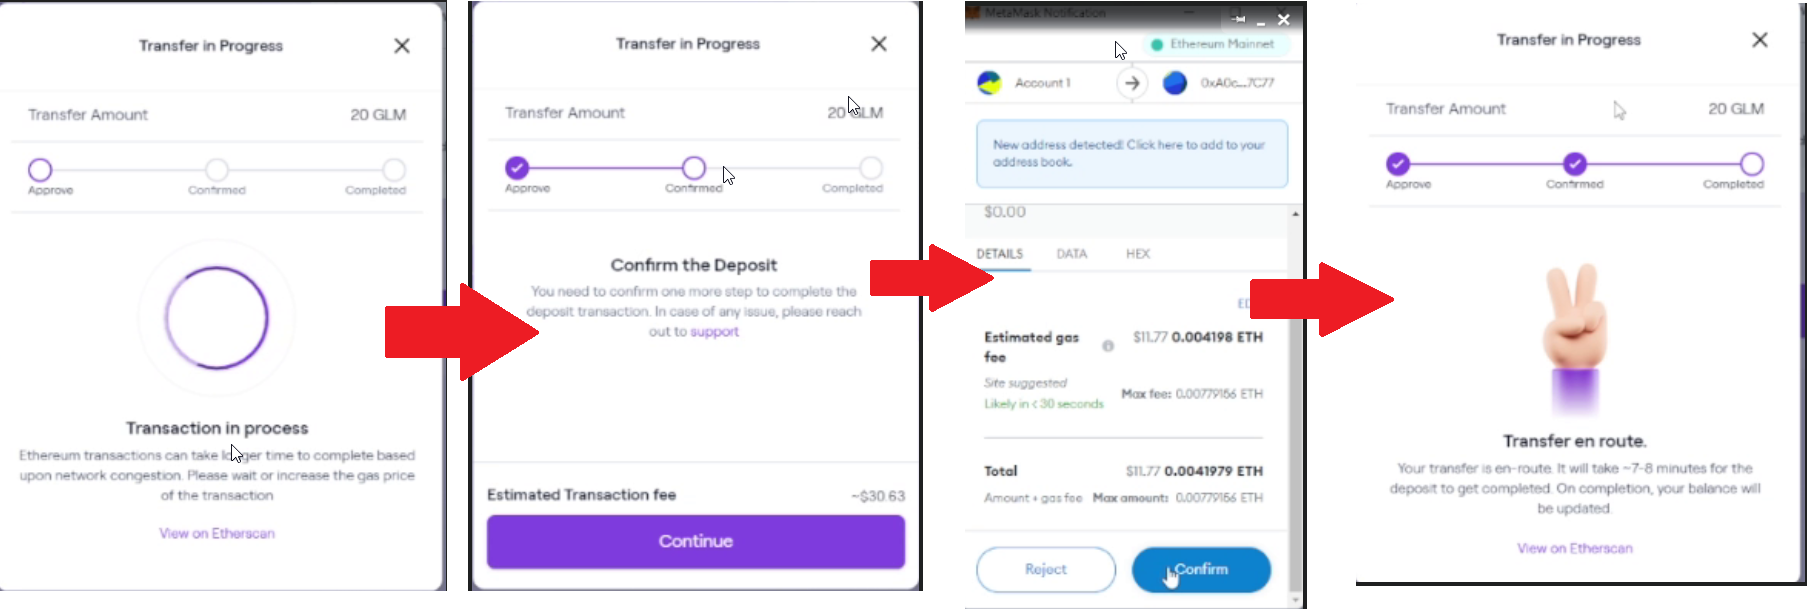 Transfer in Progress
Transfer Amount 20 GLM
Approve Confirmed Completed
Transaction in process
Ethereum transactions can take longer time to complete based
upon network congestion. Please wait or increase the gas price
of the transaction
View on Etherscan
Transfer in Progress
Transfer Amount 20 GLM
Approve Confirmed Completed
Confirm the Deposit
You need to confirm one more step to complete the
deposit transaction. In case of any issue, please reach
out to support
Estimated Transaction fee ~$30.63
Continue
MetaMask Notification
Ethereum Mainnet
Account 1 0xA0c...7C77
New address detected! Click here to add to your
address book.
$0.00
DETAILS DATA HEX
Estimated gas $11.77 0.004198 ETH
fee
Site suggested Max fee: 0.00779156 ETH
Likely in < 30 seconds
Total $11.77 0.0041979 ETH
Amount + gas fee Max amount: 0.00779156 ETH
Reject Confirm
Transfer in Progress
Transfer Amount 20 GLM
Approve Confirmed Completed
Transfer en route.
Your transfer is en-route. It will take ~7-8 minutes for the
deposit to get completed. On completion, your balance will
be updated.
View on Etherscan